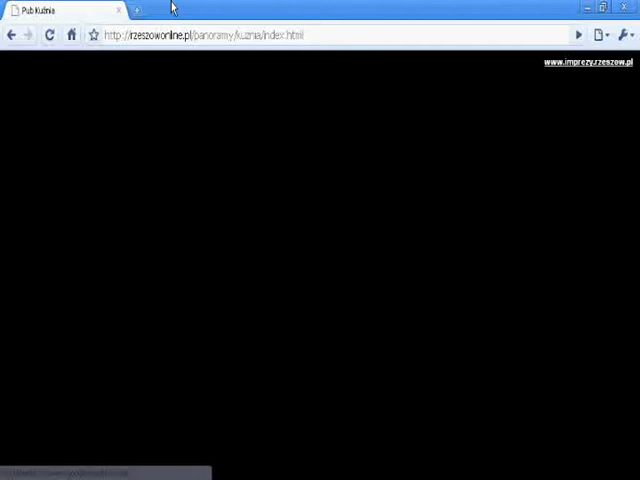 Pub Kuźnia
http://rzeszowonline.pl/panoramy/kuznia/index.html
www.imprezy.rzeszow.pl